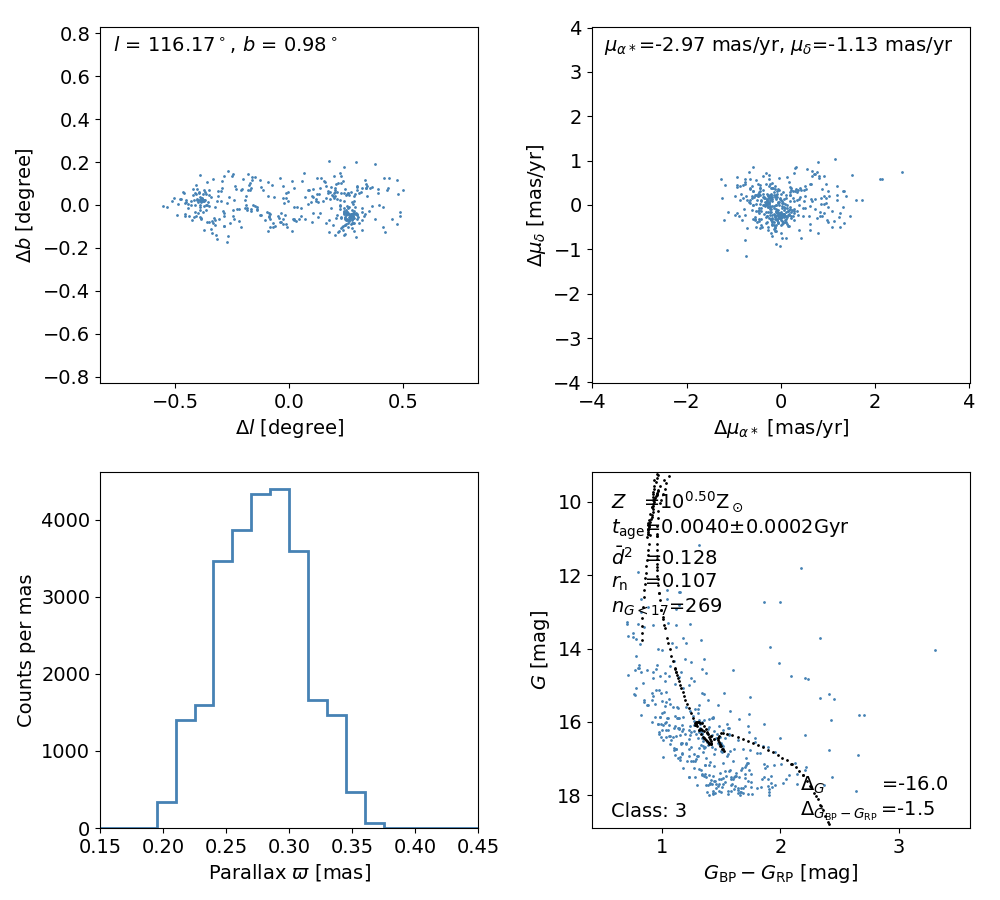 l = 116.17°, b = 0.98°
0.8
0.6
0.4
0.2
0.0
−0.2
−0.4
−0.6
−0.8
Δb [degree]
−0.5 0.0 0.5
Δl [degree]
μα*=-2.97 mas/yr, μδ=-1.13 mas/yr
4
3
2
1
0
−1
−2
−3
−4
Δμδ [mas/yr]
−4 −2 0 2 4
Δμα* [mas/yr]
4000
3000
2000
1000
0
Counts per mas
0.15 0.20 0.25 0.30 0.35 0.40 0.45
Parallax ϖ [mas]
Z =10^0.50 Z⊙
tage=0.0040±0.0002Gyr
d̄² =0.128
rn =0.107
nG<17=269
10
12
14
16
18
G [mag]
ΔG =-16.0
ΔGBP−GRP =-1.5
Class: 3
1 2 3
GBP − GRP [mag]